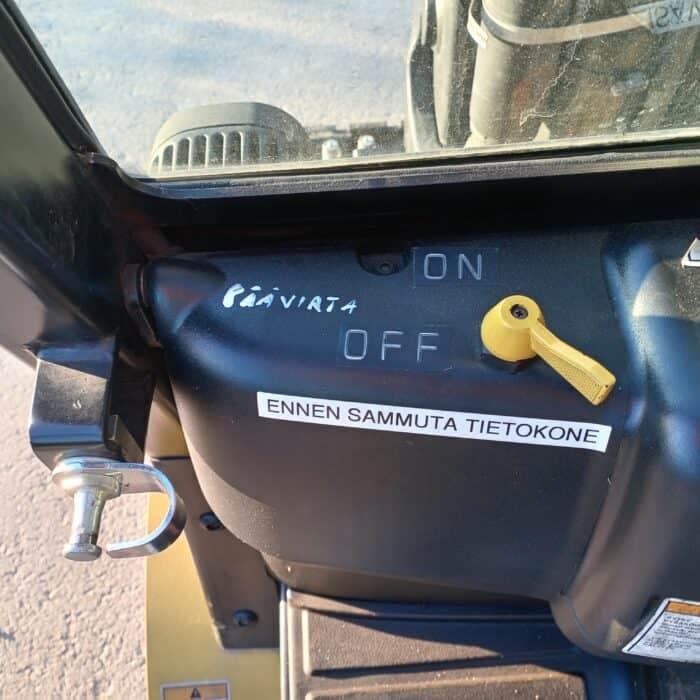 ON
PÄÄVIRTA
OFF
ENNEN SAMMUTA TIETOKONE